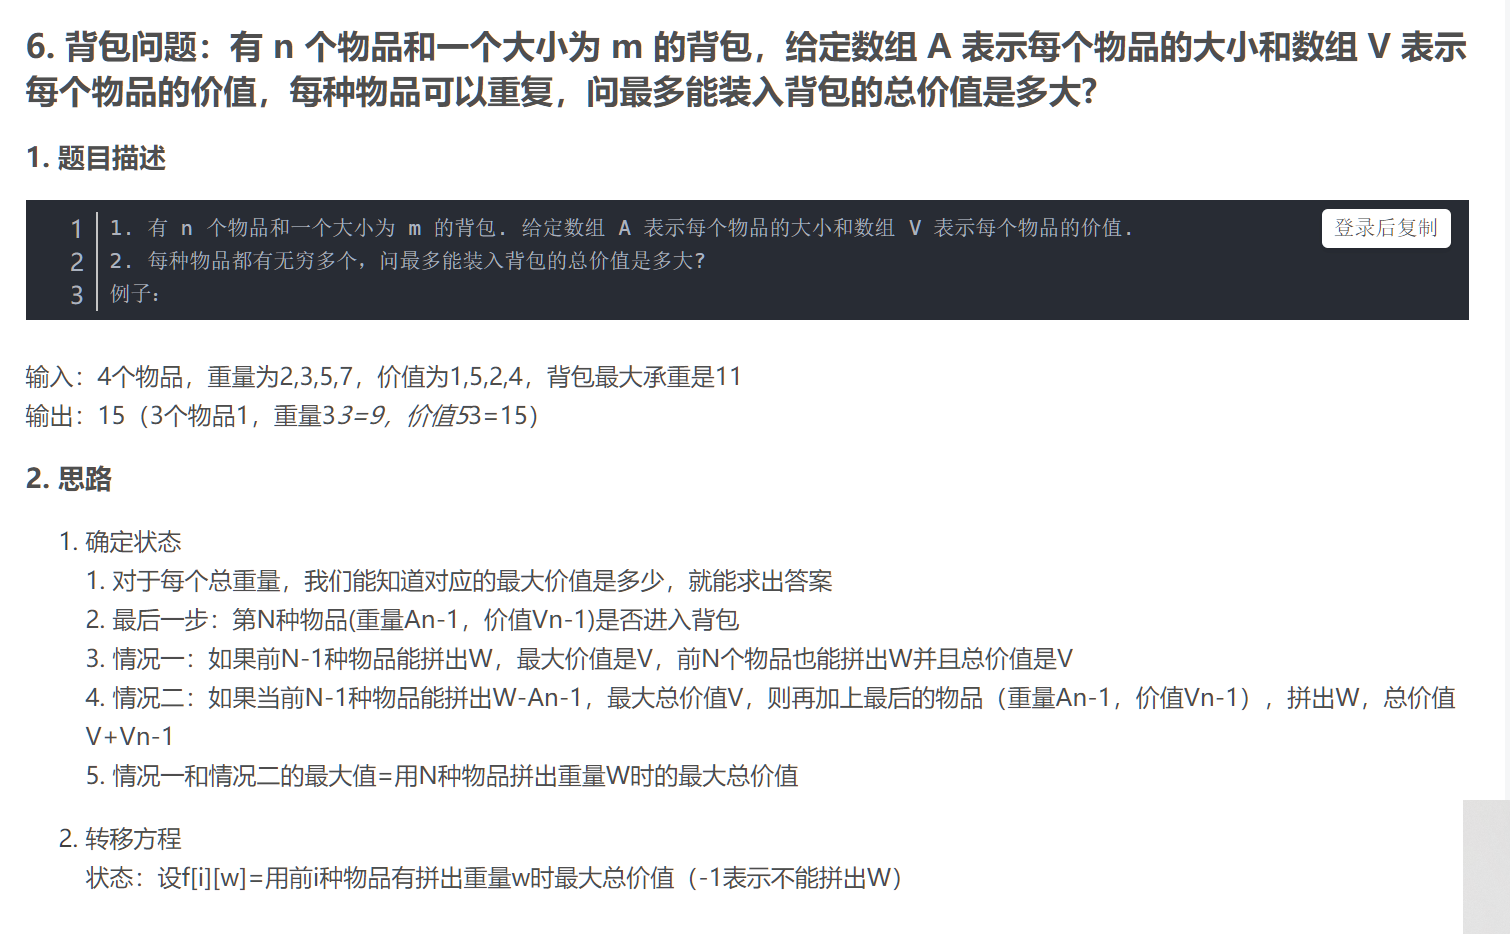 6. 背包问题：有 n 个物品和一个大小为 m 的背包，给定数组 A 表示每个物品的大小和数组 V 表示
每个物品的价值，每种物品可以重复，问最多能装入背包的总价值是多大?
1. 题目描述
1 1. 有 n 个物品和一个大小为 m 的背包. 给定数组 A 表示每个物品的大小和数组 V 表示每个物品的价值.
登录后复制
2 2. 每种物品都有无穷多个，问最多能装入背包的总价值是多大?
3 例子：
输入：4个物品，重量为2,3,5,7，价值为1,5,2,4，背包最大承重是11
输出：15（3个物品1，重量33=9，价值53=15）
2. 思路
1. 确定状态
1. 对于每个总重量，我们能知道对应的最大价值是多少，就能求出答案
2. 最后一步：第N种物品(重量An-1，价值Vn-1)是否进入背包
3. 情况一：如果前N-1种物品能拼出W，最大价值是V，前N个物品也能拼出W并且总价值是V
4. 情况二：如果当前N-1种物品能拼出W-An-1，最大总价值V，则再加上最后的物品（重量An-1，价值Vn-1），拼出W，总价值
V+Vn-1
5. 情况一和情况二的最大值=用N种物品拼出重量W时的最大总价值
2. 转移方程
状态：设f[i][w]=用前i种物品有拼出重量w时最大总价值（-1表示不能拼出W）